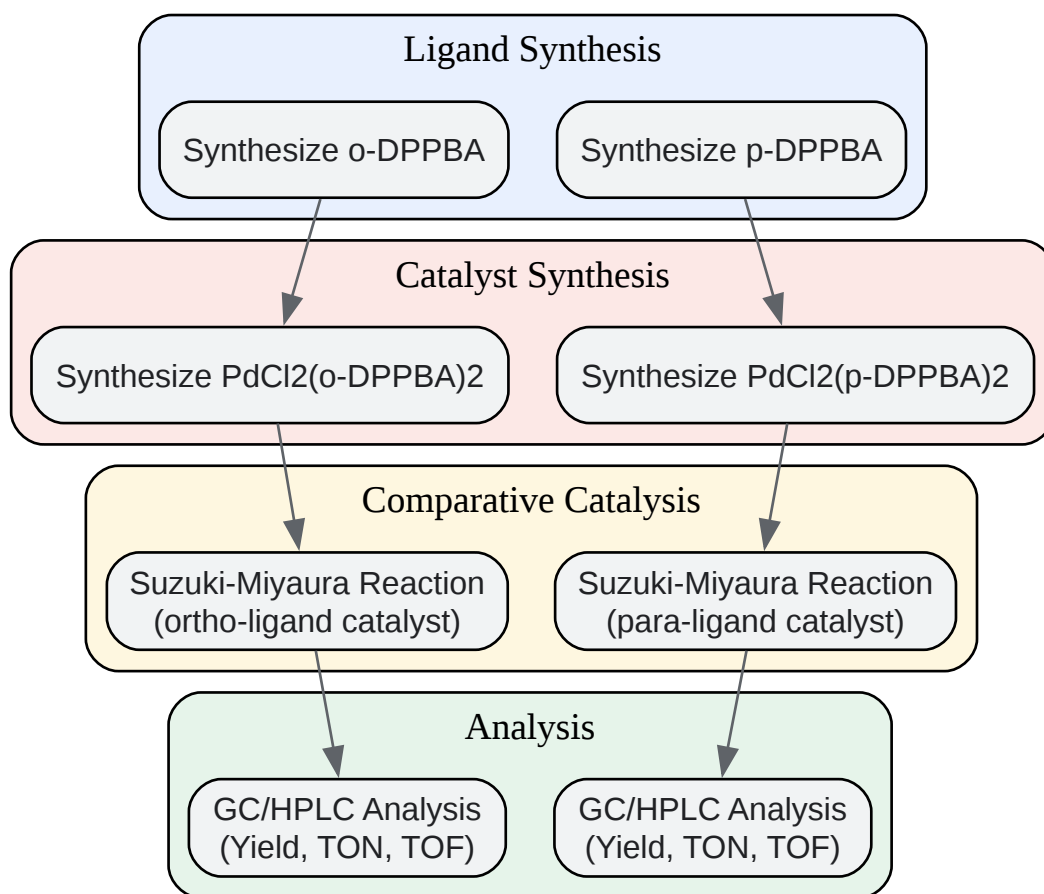 Ligand Synthesis
Synthesize o-DPPBA
Synthesize p-DPPBA
Catalyst Synthesis
Synthesize PdCl2(o-DPPBA)2
Synthesize PdCl2(p-DPPBA)2
Comparative Catalysis
Suzuki-Miyaura Reaction
(ortho-ligand catalyst)
Suzuki-Miyaura Reaction
(para-ligand catalyst)
Analysis
GC/HPLC Analysis
(Yield, TON, TOF)
GC/HPLC Analysis
(Yield, TON, TOF)